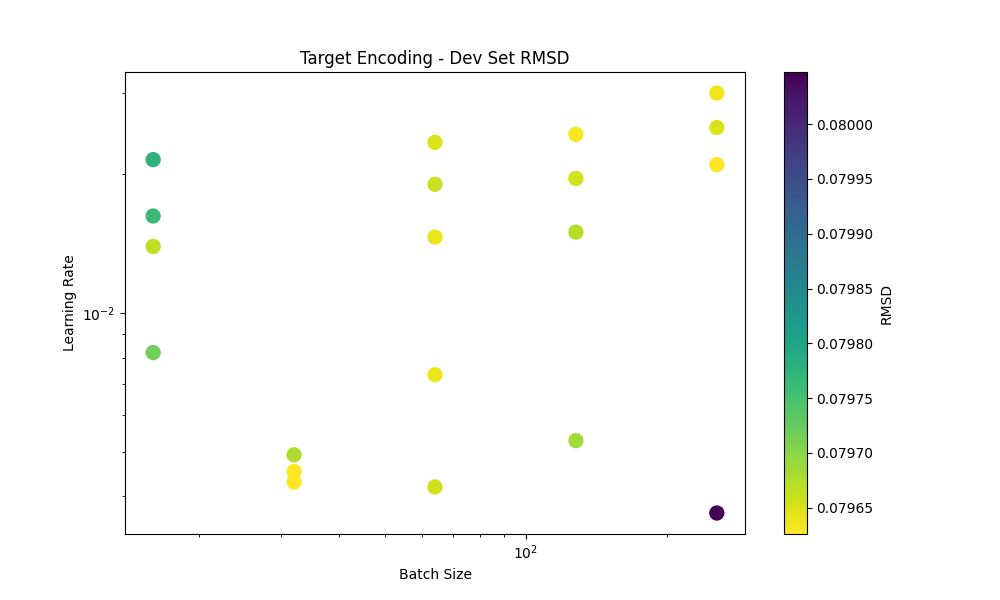 Target Encoding - Dev Set RMSD
Learning Rate
10⁻²
10²
Batch Size
0.08000
0.07995
0.07990
0.07985
0.07980
0.07975
0.07970
0.07965
RMSD